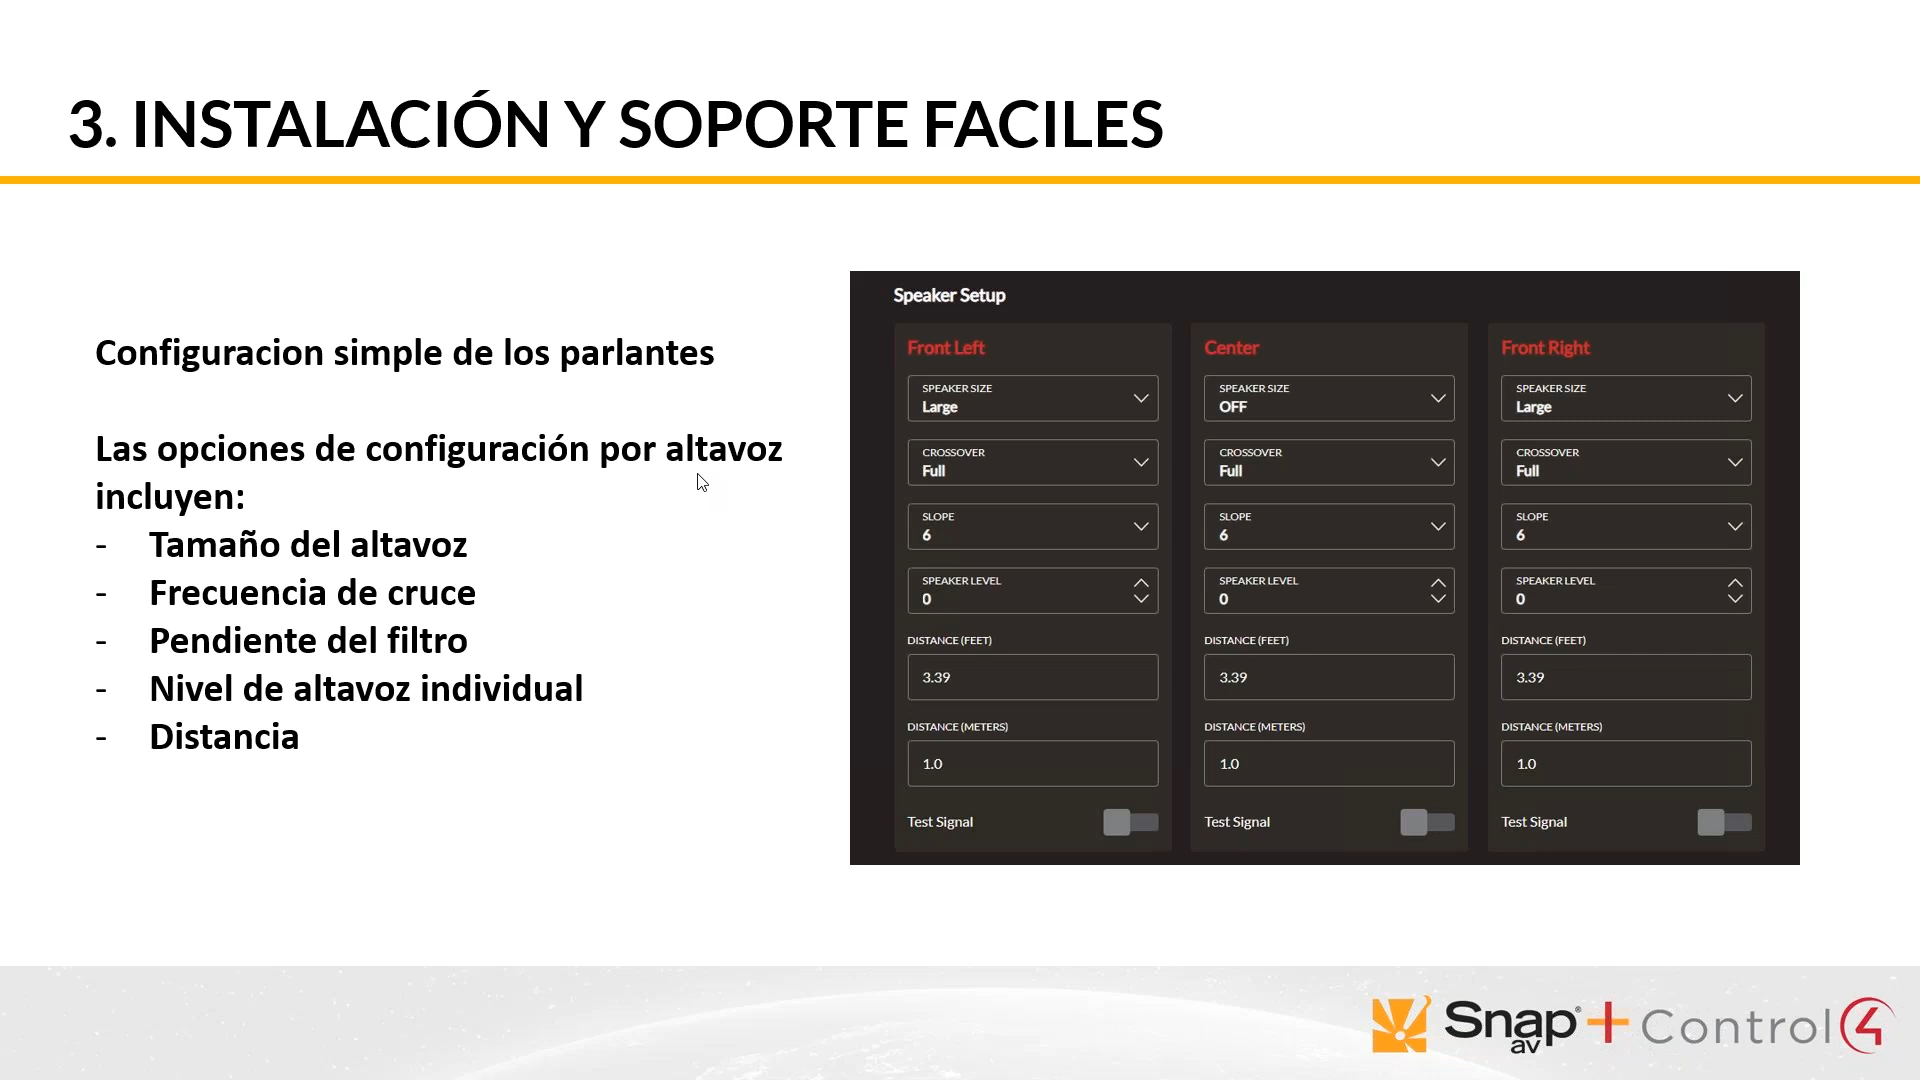 3. INSTALACIÓN Y SOPORTE FACILES
Configuracion simple de los parlantes
Las opciones de configuración por altavoz
incluyen:
- Tamaño del altavoz
- Frecuencia de cruce
- Pendiente del filtro
- Nivel de altavoz individual
- Distancia
Speaker Setup
Front Left
SPEAKER SIZE
Large
CROSSOVER
Full
SLOPE
6
SPEAKER LEVEL
0
DISTANCE (FEET)
3.39
DISTANCE (METERS)
1.0
Test Signal
Center
SPEAKER SIZE
OFF
CROSSOVER
Full
SLOPE
6
SPEAKER LEVEL
0
DISTANCE (FEET)
3.39
DISTANCE (METERS)
1.0
Test Signal
Front Right
SPEAKER SIZE
Large
CROSSOVER
Full
SLOPE
6
SPEAKER LEVEL
0
DISTANCE (FEET)
3.39
DISTANCE (METERS)
1.0
Test Signal
Snap® av + Control4